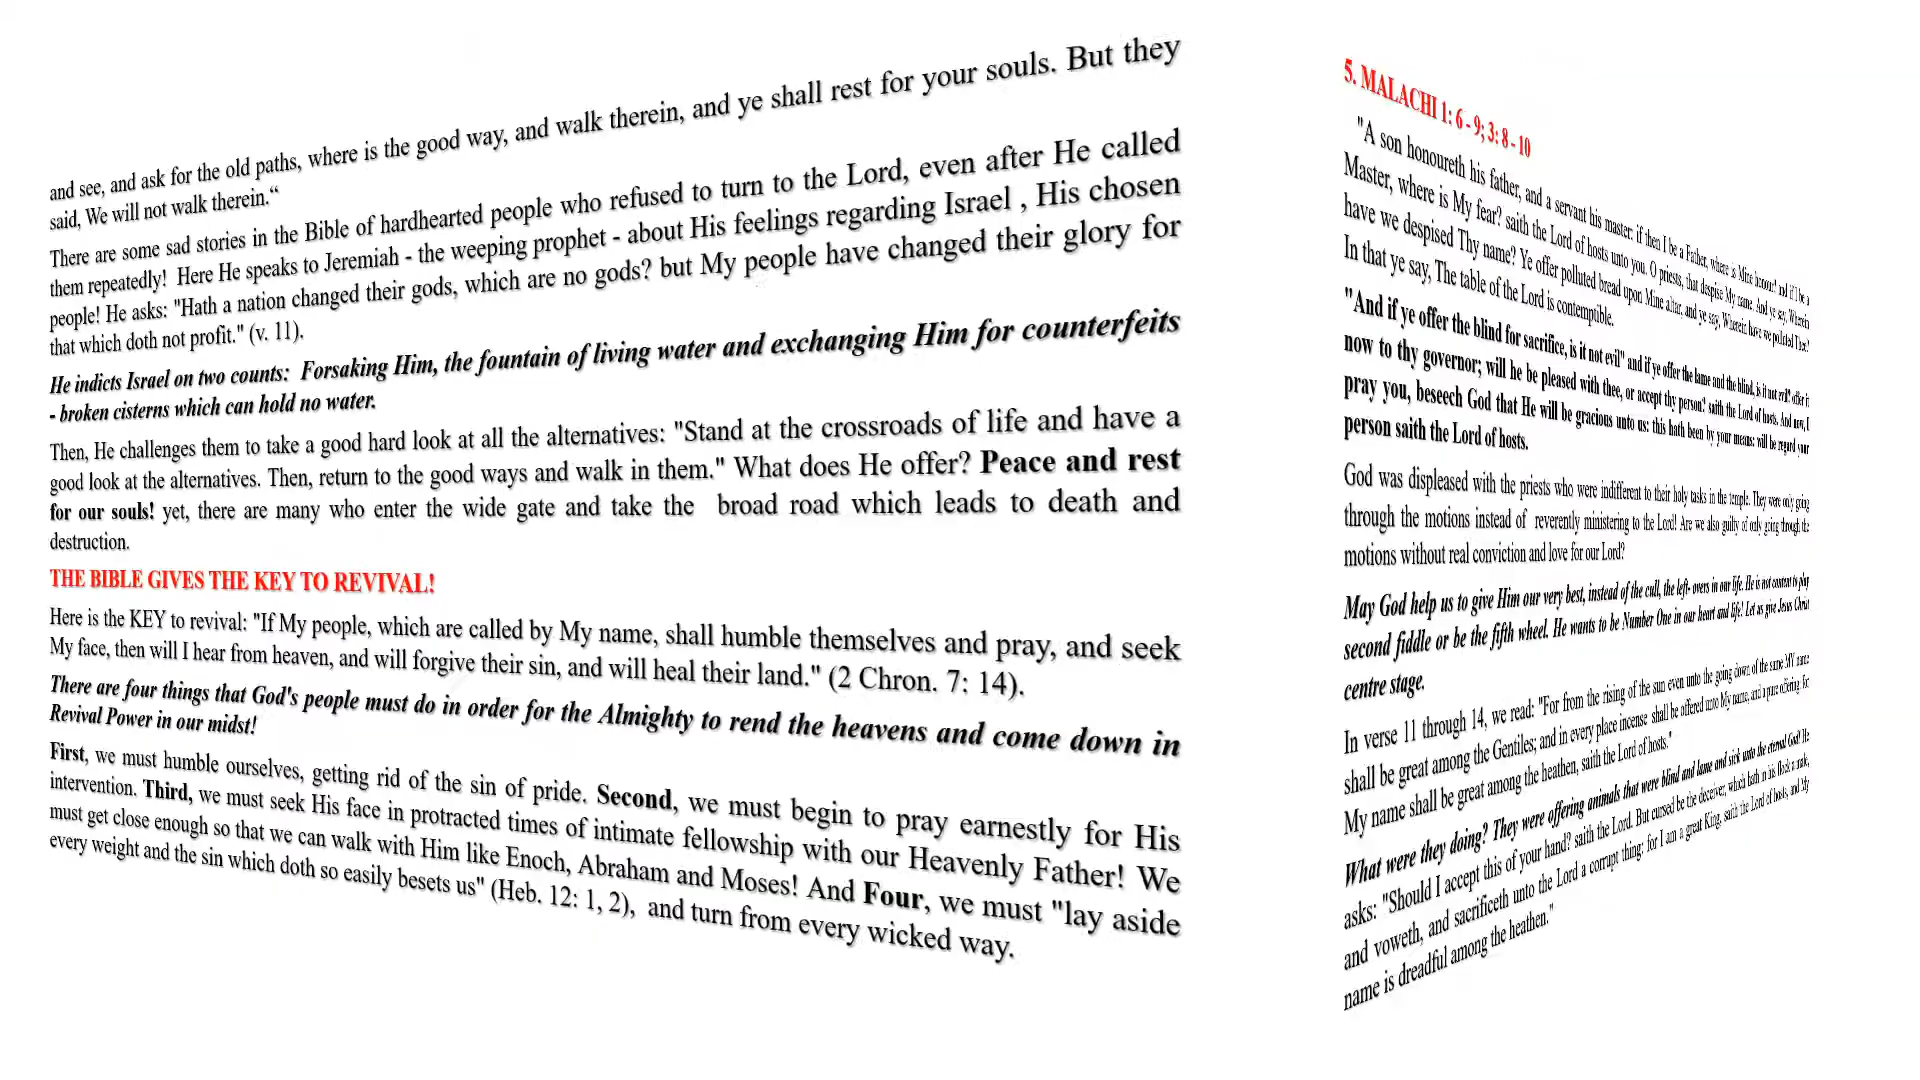 and see, and ask for the old paths, where is the good way, and walk therein, and ye shall rest for your souls. But they
said, We will not walk therein.“
There are some sad stories in the Bible of hardhearted people who refused to turn to the Lord, even after He called
them repeatedly! Here He speaks to Jeremiah - the weeping prophet - about His feelings regarding Israel , His chosen
people! He asks: "Hath a nation changed their gods, which are no gods? but My people have changed their glory for
that which doth not profit." (v. 11).
He indicts Israel on two counts: Forsaking Him, the fountain of living water and exchanging Him for counterfeits
- broken cisterns which can hold no water.
Then, He challenges them to take a good hard look at all the alternatives: "Stand at the crossroads of life and have a
good look at the alternatives. Then, return to the good ways and walk in them." What does He offer? Peace and rest
for our souls! yet, there are many who enter the wide gate and take the broad road which leads to death and
destruction.
THE BIBLE GIVES THE KEY TO REVIVAL!
Here is the KEY to revival: "If My people, which are called by My name, shall humble themselves and pray, and seek
My face, then will I hear from heaven, and will forgive their sin, and will heal their land." (2 Chron. 7: 14).
There are four things that God's people must do in order for the Almighty to rend the heavens and come down in
Revival Power in our midst!
First, we must humble ourselves, getting rid of the sin of pride. Second, we must begin to pray earnestly for His
intervention. Third, we must seek His face in protracted times of intimate fellowship with our Heavenly Father! We
must get close enough so that we can walk with Him like Enoch, Abraham and Moses! And Four, we must "lay aside
every weight and the sin which doth so easily besets us" (Heb. 12: 1, 2), and turn from every wicked way.
5. MALACHI 1: 6 - 9; 3: 8 - 10
"A son honoureth his father, and a servant his master: if then I be a Father, where is Mine honour? and if I be a
Master, where is My fear? saith the Lord of hosts unto you. O priests, that despise My name. And ye say, Wherein
have we despised Thy name? Ye offer polluted bread upon Mine altar, and ye say, Wherein have we polluted Thee?
In that ye say, The table of the Lord is contemptible.
"And if ye offer the blind for sacrifice, is it not evil" and if ye offer the lame and the blind, is it not evil? offer it
now to thy governor; will he be pleased with thee, or accept thy person? saith the Lord of hosts. And now, I
pray you, beseech God that He will be gracious unto us: this hath been by your means: will he regard your
person saith the Lord of hosts.
God was displeased with the priests who were indifferent to their holy tasks in the temple. They were only going
through the motions instead of reverently ministering to the Lord! Are we also guilty of only going through the
motions without real conviction and love for our Lord?
May God help us to give Him our very best, instead of the cull, the left- overs in our life. He is not content to play
second fiddle or be the fifth wheel. He wants to be Number One in our heart and life! Let us give Jesus Christ
centre stage.
In verse 11 through 14, we read: "For from the rising of the sun even unto the going down of the same MY name
shall be great among the Gentiles; and in every place incense shall be offered unto My name, and a pure offering: for
My name shall be great among the heathen, saith the Lord of hosts."
What were they doing? They were offering animals that were blind and lame and sick unto the eternal God! He
asks: "Should I accept this of your hand? saith the Lord. But cursed be the deceiver, which hath in his flock a male,
and voweth, and sacrificeth unto the Lord a corrupt thing: for I am a great King, saith the Lord of hosts, and My
name is dreadful among the heathen."